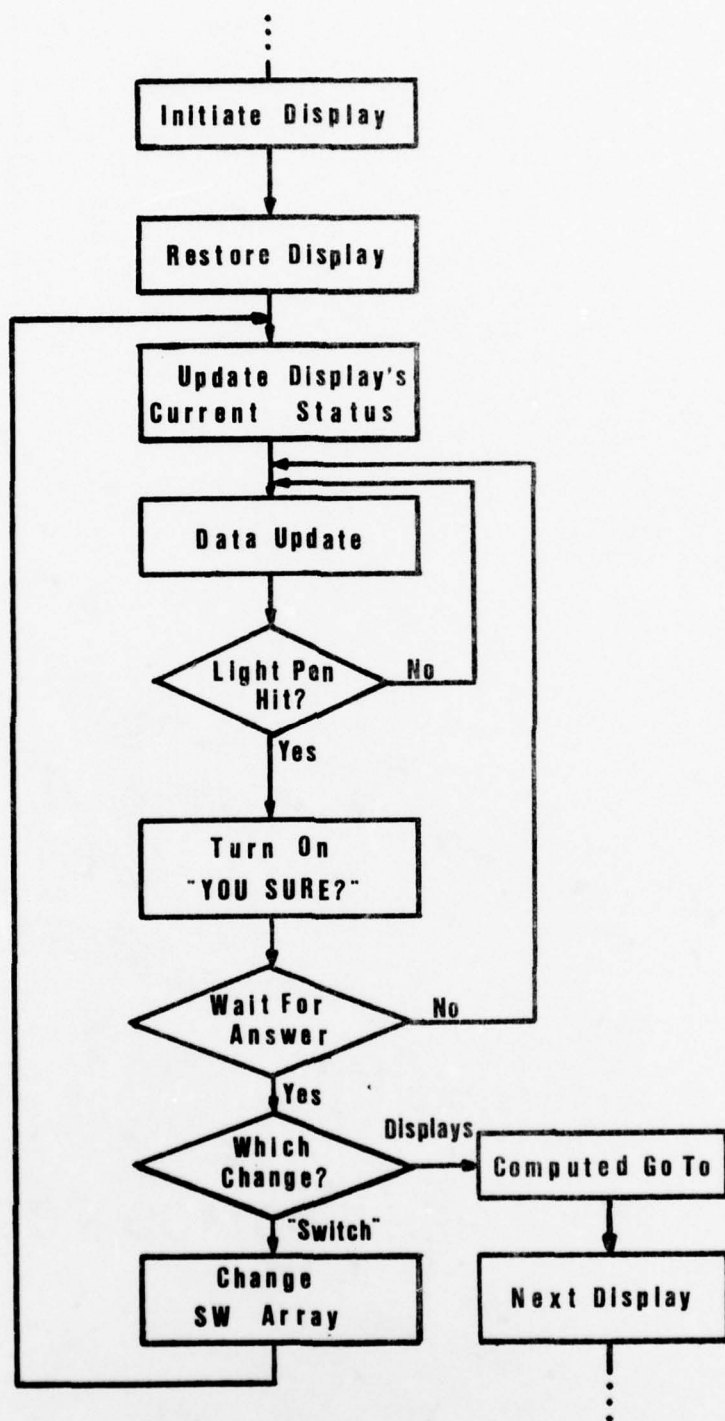 Initiate Display
Restore Display
Update Display's
Current Status
Data Update
Light Pen
Hit?
No
Yes
Turn On
"YOU SURE?"
Wait For
Answer
No
Yes
Which
Change?
Displays
Computed Go To
"Switch"
Change
SW Array
Next Display